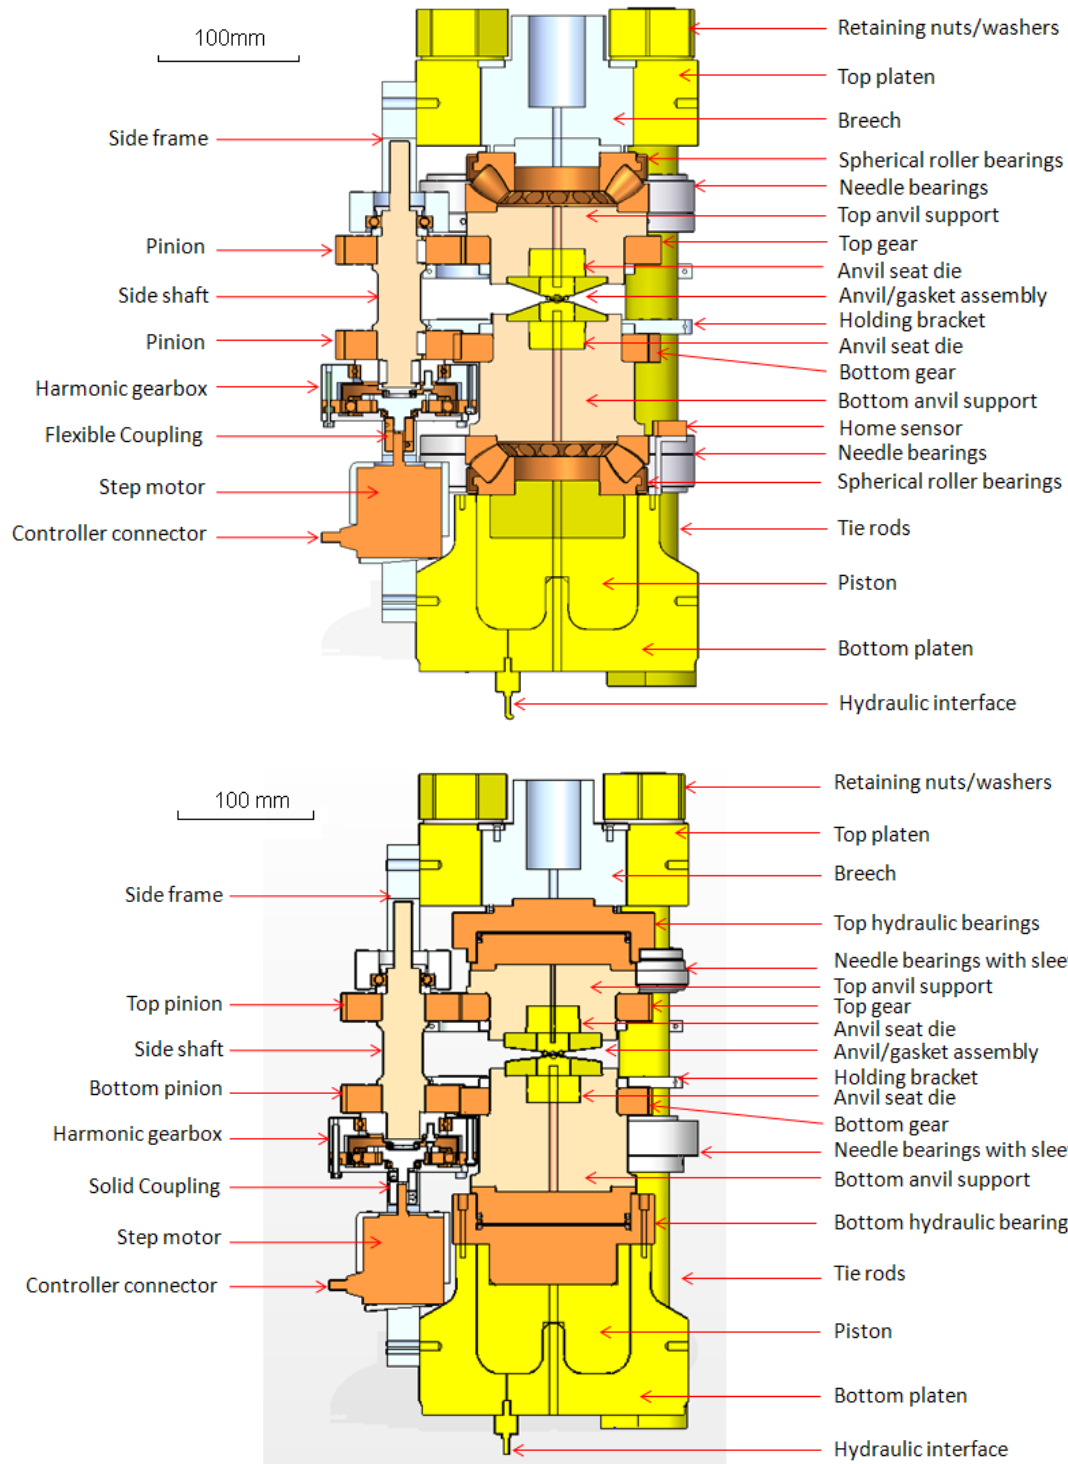 100mm
Retaining nuts/washers
Top platen
Breech
Side frame
Spherical roller bearings
Needle bearings
Top anvil support
Pinion
Top gear
Anvil seat die
Side shaft
Anvil/gasket assembly
Holding bracket
Pinion
Anvil seat die
Bottom gear
Harmonic gearbox
Bottom anvil support
Flexible Coupling
Home sensor
Needle bearings
Step motor
Spherical roller bearings
Controller connector
Tie rods
Piston
Bottom platen
Hydraulic interface
100 mm
Retaining nuts/washers
Top platen
Breech
Side frame
Top hydraulic bearings
Needle bearings with slee
Top anvil support
Top pinion
Top gear
Anvil seat die
Side shaft
Anvil/gasket assembly
Holding bracket
Bottom pinion
Anvil seat die
Bottom gear
Harmonic gearbox
Needle bearings with slee
Bottom anvil support
Solid Coupling
Bottom hydraulic bearing
Step motor
Tie rods
Controller connector
Piston
Bottom platen
Hydraulic interface